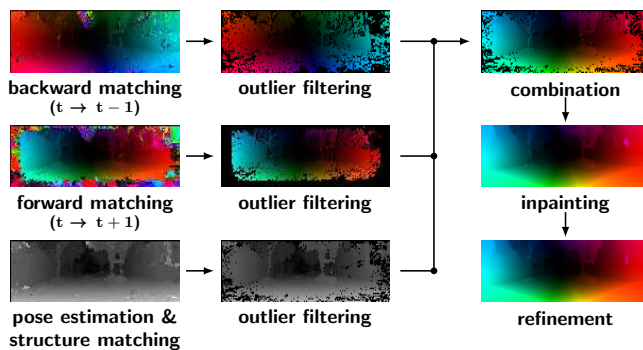 backward matching
(t → t − 1)
outlier filtering
combination
forward matching
(t → t + 1)
outlier filtering
inpainting
pose estimation &
structure matching
outlier filtering
refinement